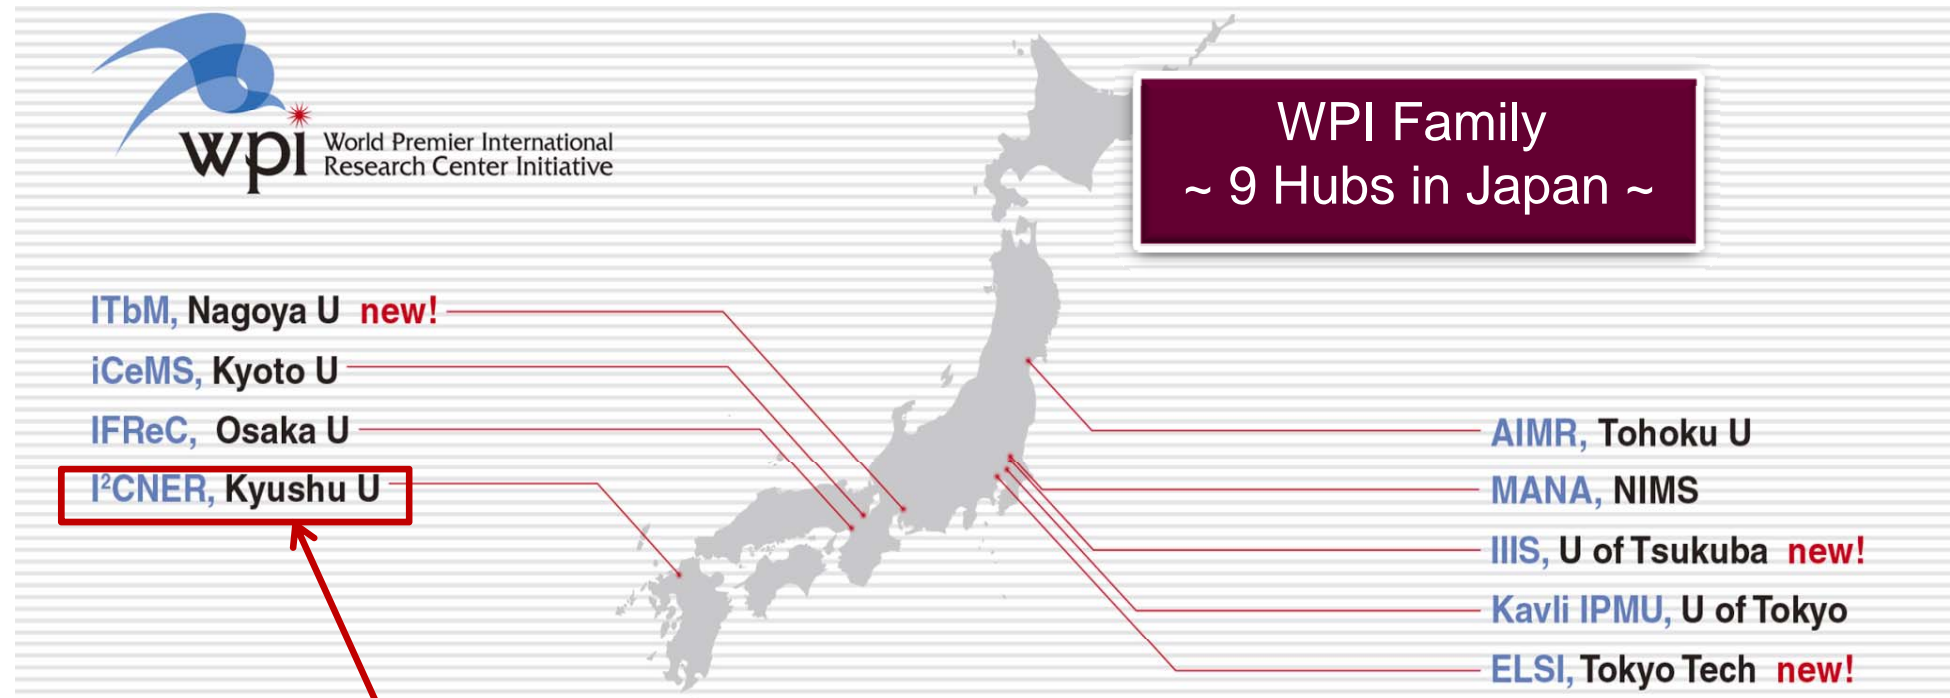 wpi World Premier International
Research Center Initiative
WPI Family
~ 9 Hubs in Japan ~
ITbM, Nagoya U new!
iCeMS, Kyoto U
IFReC, Osaka U
I²CNER, Kyushu U
AIMR, Tohoku U
MANA, NIMS
IIIS, U of Tsukuba new!
Kavli IPMU, U of Tokyo
ELSI, Tokyo Tech new!